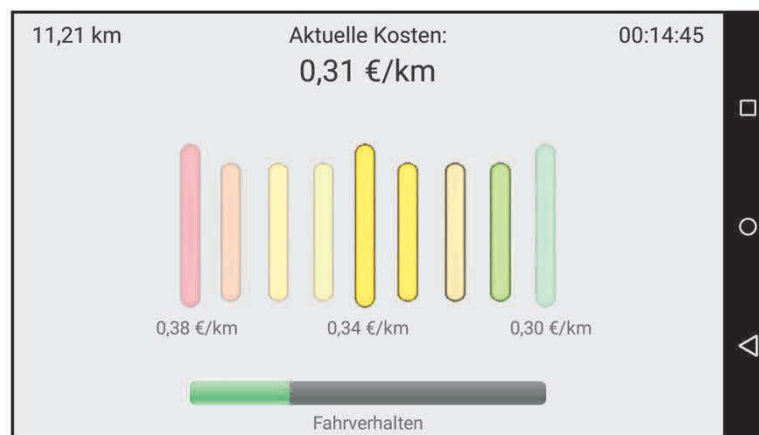 11,21 km
Aktuelle Kosten:
00:14:45
0,31 €/km
0,38 €/km
0,34 €/km
0,30 €/km
Fahrverhalten